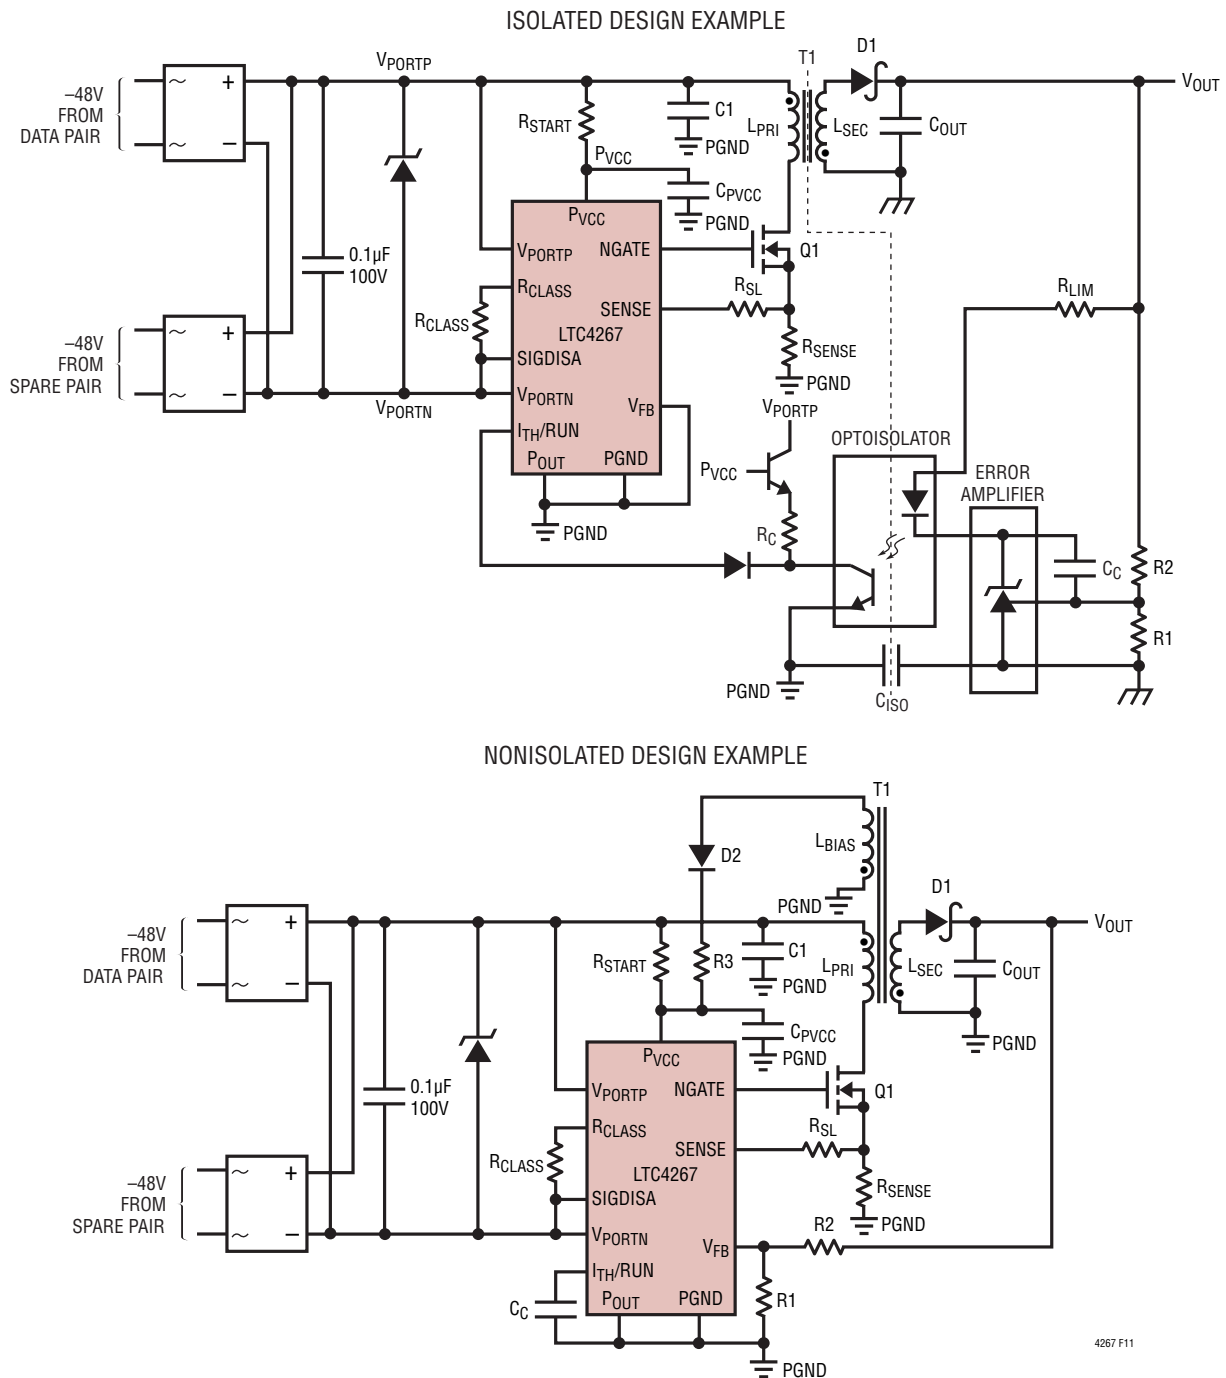 ISOLATED DESIGN EXAMPLE
–48V
FROM
DATA PAIR
~
~
+
–
VPORTP
RSTART
PVCC
C1
PGND
CPVCC
PGND
T1
LPRI
LSEC
D1
COUT
VOUT
0.1µF
100V
–48V
FROM
SPARE PAIR
~
~
+
–
VPORTN
RCLASS
PVCC
VPORTP
NGATE
RCLASS
SENSE
LTC4267
SIGDISA
VPORTN
VFB
ITH/RUN
POUT
PGND
PGND
Q1
RSL
RSENSE
PGND
RLIM
VPORTP
PVCC
RC
OPTOISOLATOR
ERROR
AMPLIFIER
CC
R2
R1
PGND
CISO
NONISOLATED DESIGN EXAMPLE
T1
LBIAS
D2
PGND
–48V
FROM
DATA PAIR
~
~
+
–
RSTART
R3
C1
PGND
CPVCC
PGND
LPRI
LSEC
D1
COUT
VOUT
PGND
0.1µF
100V
–48V
FROM
SPARE PAIR
~
~
+
–
RCLASS
PVCC
VPORTP
NGATE
RCLASS
SENSE
LTC4267
SIGDISA
VPORTN
VFB
ITH/RUN
POUT
PGND
Q1
RSL
RSENSE
PGND
R2
R1
CC
PGND
4267 F11